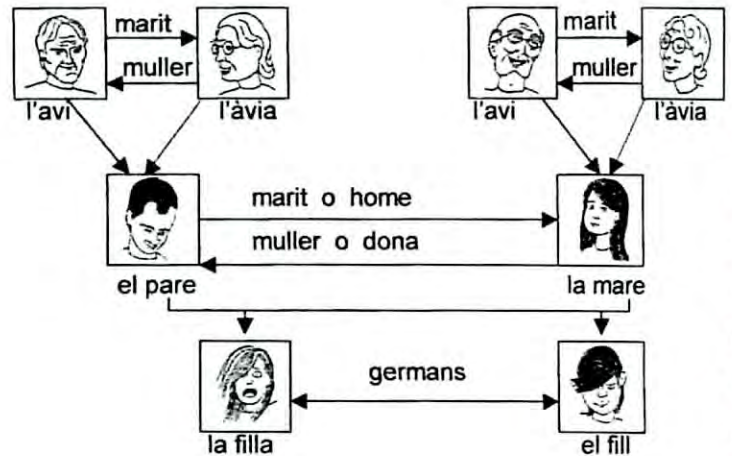 marit
muller
l'avi
l'àvia
marit
muller
l'avi
l'àvia
marit o home
muller o dona
el pare
la mare
germans
la filla
el fill